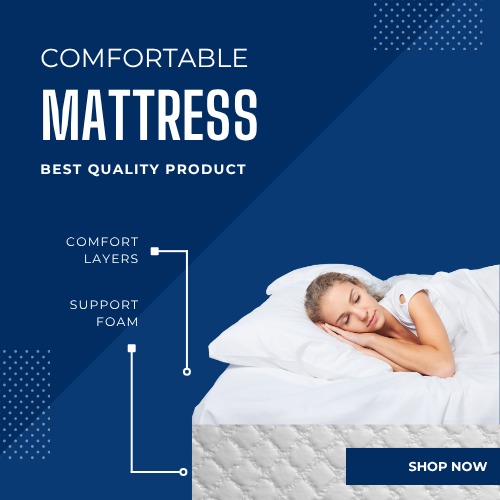 COMFORTABLE
MATTRESS
BEST QUALITY PRODUCT
COMFORT
LAYERS
SUPPORT
FOAM
SHOP NOW